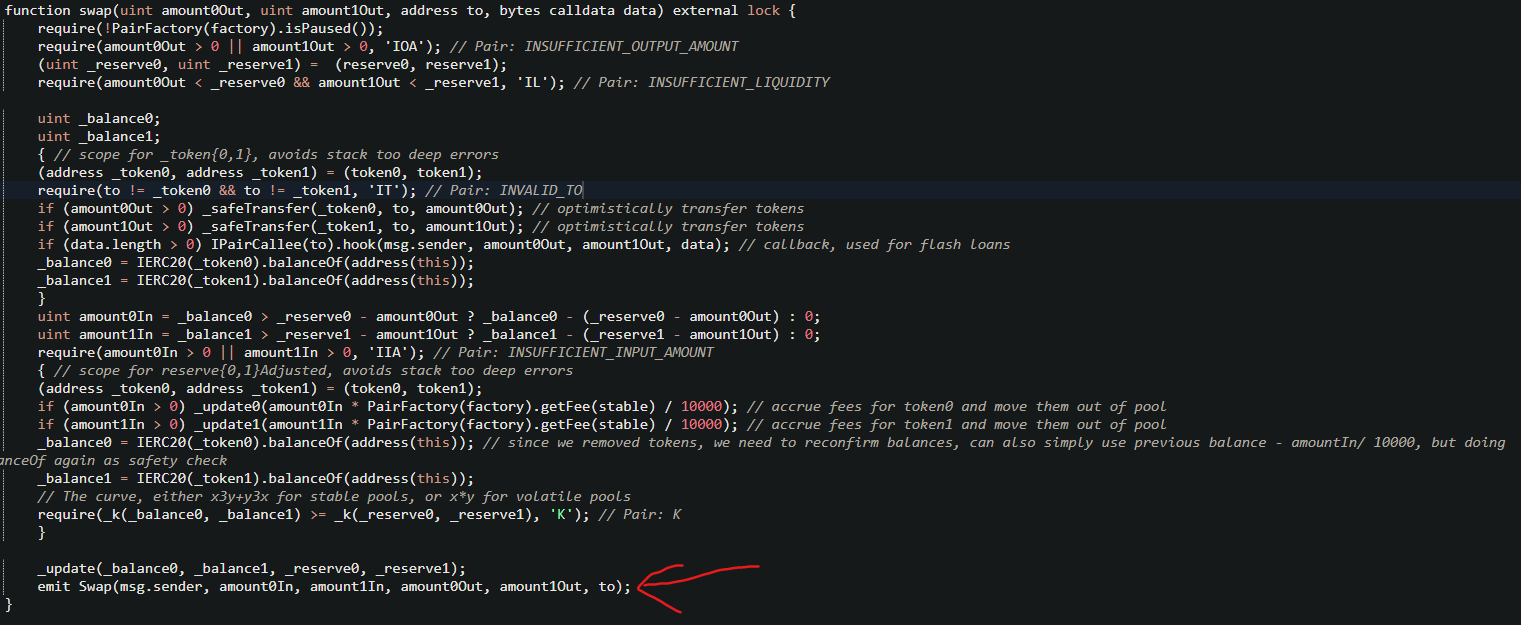 function swap(uint amount0Out, uint amount1Out, address to, bytes calldata data) external lock {
require(!PairFactory(factory).isPaused());
require(amount0Out > 0 || amount1Out > 0, 'IOA'); // Pair: INSUFFICIENT_OUTPUT_AMOUNT
(uint _reserve0, uint _reserve1) =  (reserve0, reserve1);
require(amount0Out < _reserve0 && amount1Out < _reserve1, 'IL'); // Pair: INSUFFICIENT_LIQUIDITY
uint _balance0;
uint _balance1;
{ // scope for _token{0,1}, avoids stack too deep errors
(address _token0, address _token1) = (token0, token1);
require(to != _token0 && to != _token1, 'IT'); // Pair: INVALID_TO
if (amount0Out > 0) _safeTransfer(_token0, to, amount0Out); // optimistically transfer tokens
if (amount1Out > 0) _safeTransfer(_token1, to, amount1Out); // optimistically transfer tokens
if (data.length > 0) IPairCallee(to).hook(msg.sender, amount0Out, amount1Out, data); // callback, used for flash loans
_balance0 = IERC20(_token0).balanceOf(address(this));
_balance1 = IERC20(_token1).balanceOf(address(this));
}
uint amount0In = _balance0 > _reserve0 - amount0Out ? _balance0 - (_reserve0 - amount0Out) : 0;
uint amount1In = _balance1 > _reserve1 - amount1Out ? _balance1 - (_reserve1 - amount1Out) : 0;
require(amount0In > 0 || amount1In > 0, 'IIA'); // Pair: INSUFFICIENT_INPUT_AMOUNT
{ // scope for reserve{0,1}Adjusted, avoids stack too deep errors
(address _token0, address _token1) = (token0, token1);
if (amount0In > 0) _update0(amount0In * PairFactory(factory).getFee(stable) / 10000); // accrue fees for token0 and move them out of pool
if (amount1In > 0) _update1(amount1In * PairFactory(factory).getFee(stable) / 10000); // accrue fees for token1 and move them out of pool
_balance0 = IERC20(_token0).balanceOf(address(this)); // since we removed tokens, we need to reconfirm balances, can also simply use previous balance - amountIn/ 10000, but doing
anceOf again as safety check
_balance1 = IERC20(_token1).balanceOf(address(this));
// The curve, either x3y+y3x for stable pools, or x*y for volatile pools
require(_k(_balance0, _balance1) >= _k(_reserve0, _reserve1), 'K'); // Pair: K
}
_update(_balance0, _balance1, _reserve0, _reserve1);
emit Swap(msg.sender, amount0In, amount1In, amount0Out, amount1Out, to);
}